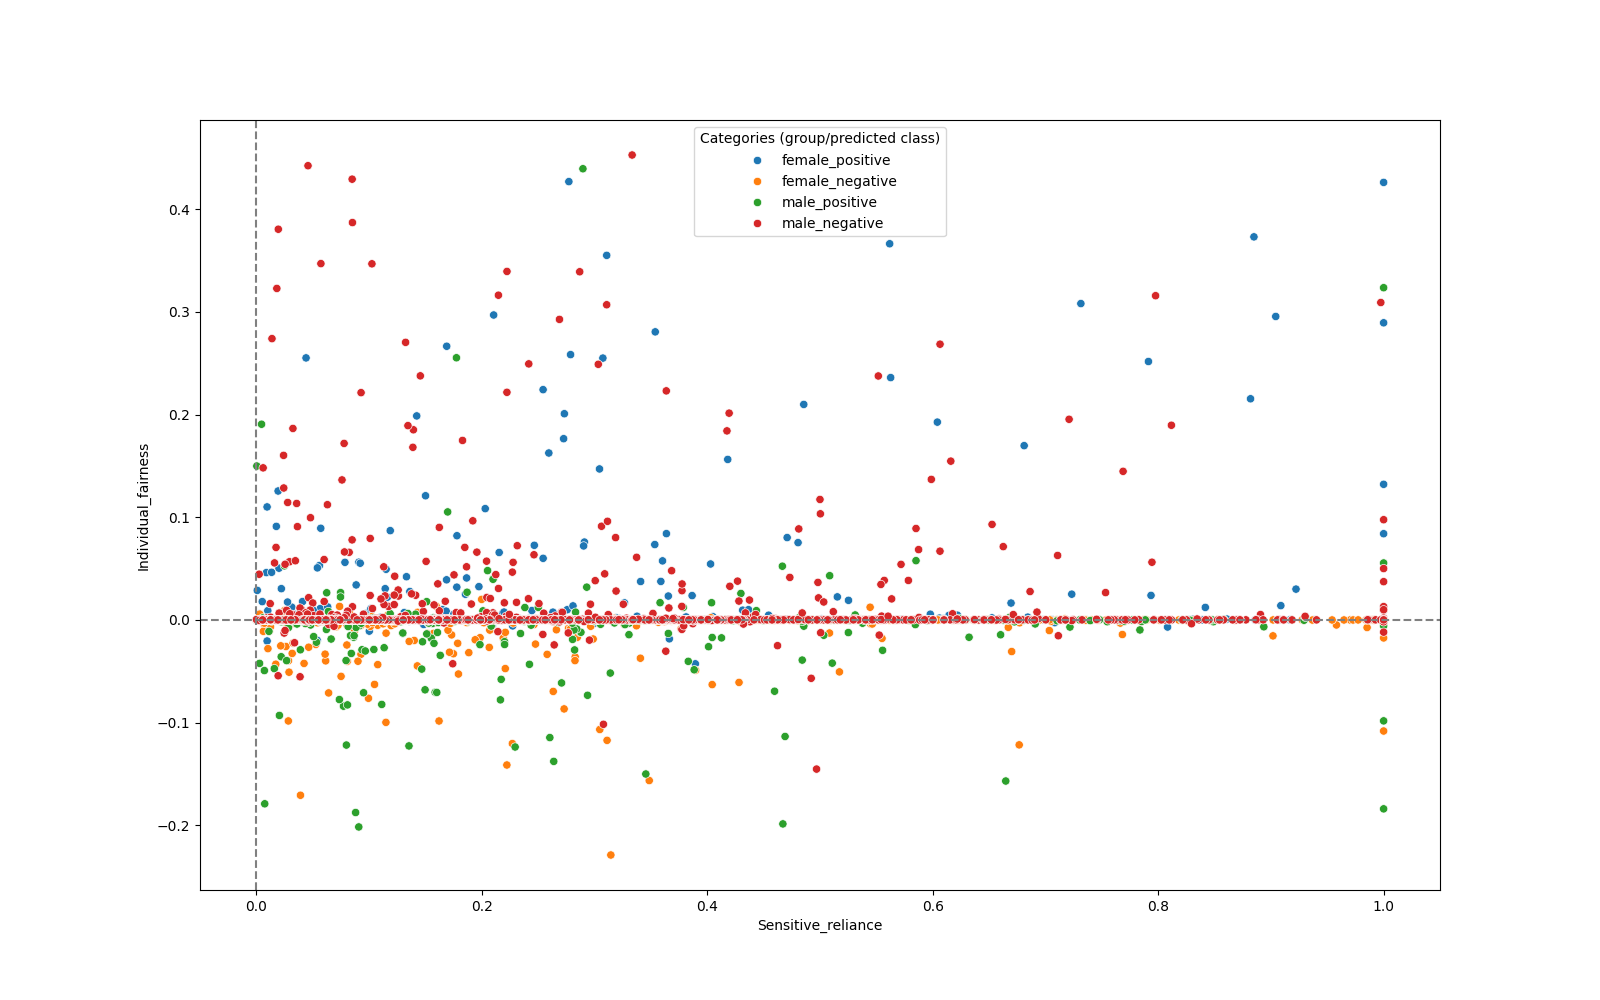 Categories (group/predicted class)
female_positive
female_negative
male_positive
male_negative
Individual_fairness
0.4
0.3
0.2
0.1
0.0
−0.1
−0.2
0.0 0.2 0.4 0.6 0.8 1.0
Sensitive_reliance